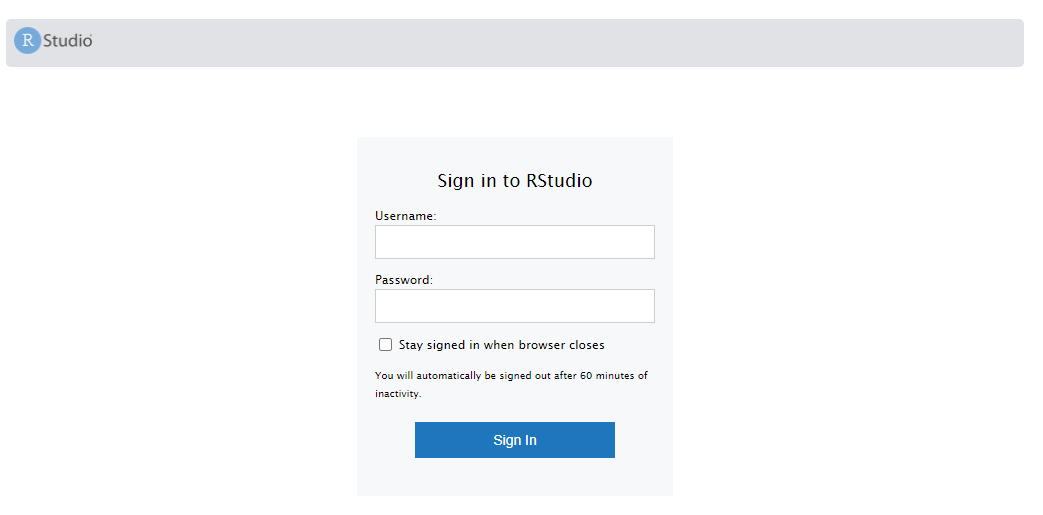 R Studio
Sign in to RStudio
Username:
Password:
Stay signed in when browser closes
You will automatically be signed out after 60 minutes of
inactivity.
Sign In